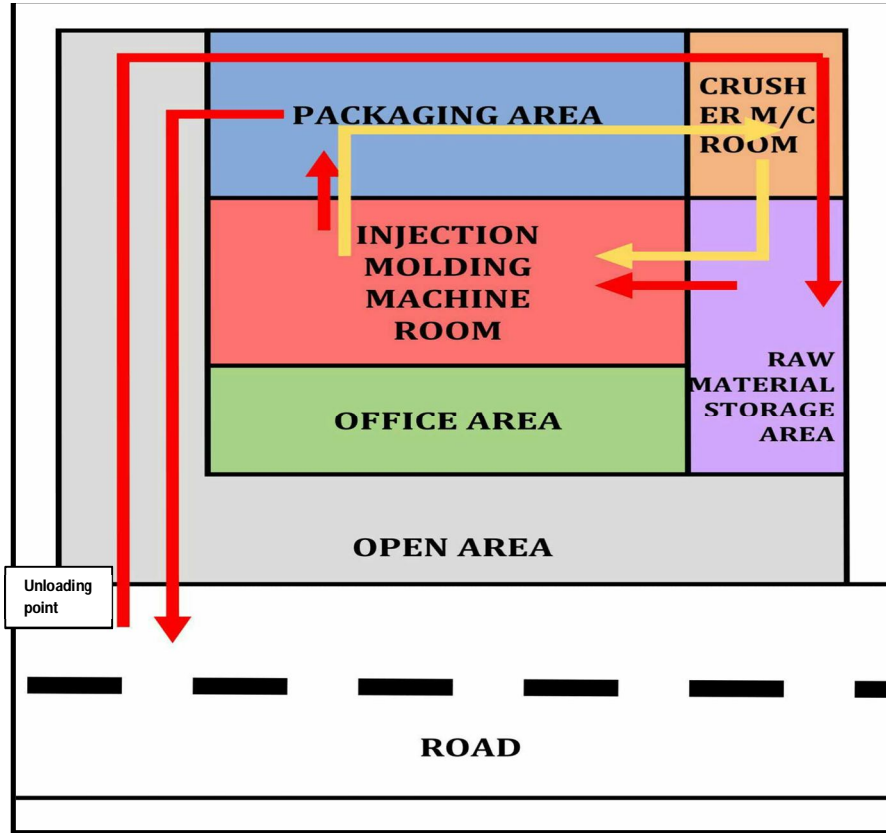 PACKAGING AREA
CRUSH
ER M/C
ROOM
INJECTION
MOLDING
MACHINE
ROOM
RAW
MATERIAL
STORAGE
AREA
OFFICE AREA
OPEN AREA
Unloading
point
ROAD